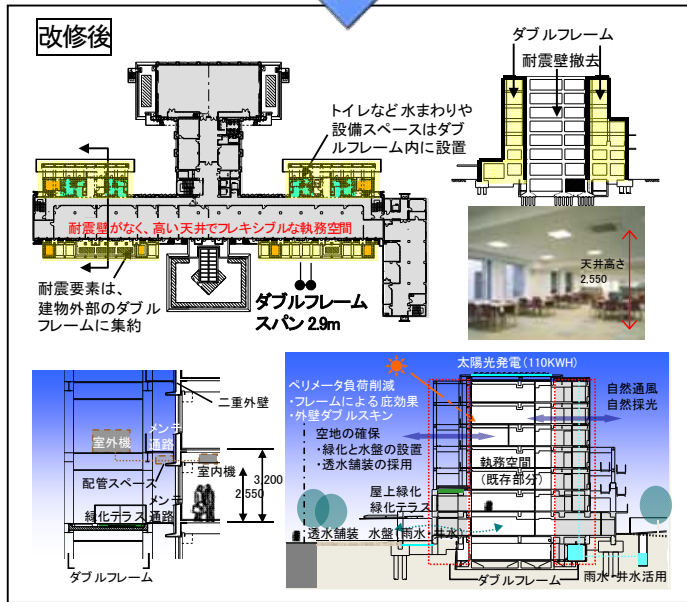 改修後
ダブルフレーム
耐震壁撤去
トイレなど水まわりや
設備スペースはダブ
ルフレーム内に設置
耐震壁がなく、高い天井でフレキシブルな執務空間
耐震要素は、
建物外部のダブル
フレームに集約
ダブルフレーム
スパン 2.9m
天井高さ
2,550
二重外壁
室外機
メンテ
通路
配管スペース
室内機
3,200
2,550
メンテ
通路
緑化テラス
ダブルフレーム
太陽光発電(110KWH)
ペリメータ負荷削減
・フレームによる庇効果
・外壁ダブルスキン
自然通風
自然採光
空地の確保
・緑化と水盤の設置
・透水舗装の採用
執務空間
(既存部分)
屋上緑化
緑化テラス
透水舗装 水盤(雨水・井水)
ダブルフレーム
雨水・井水活用